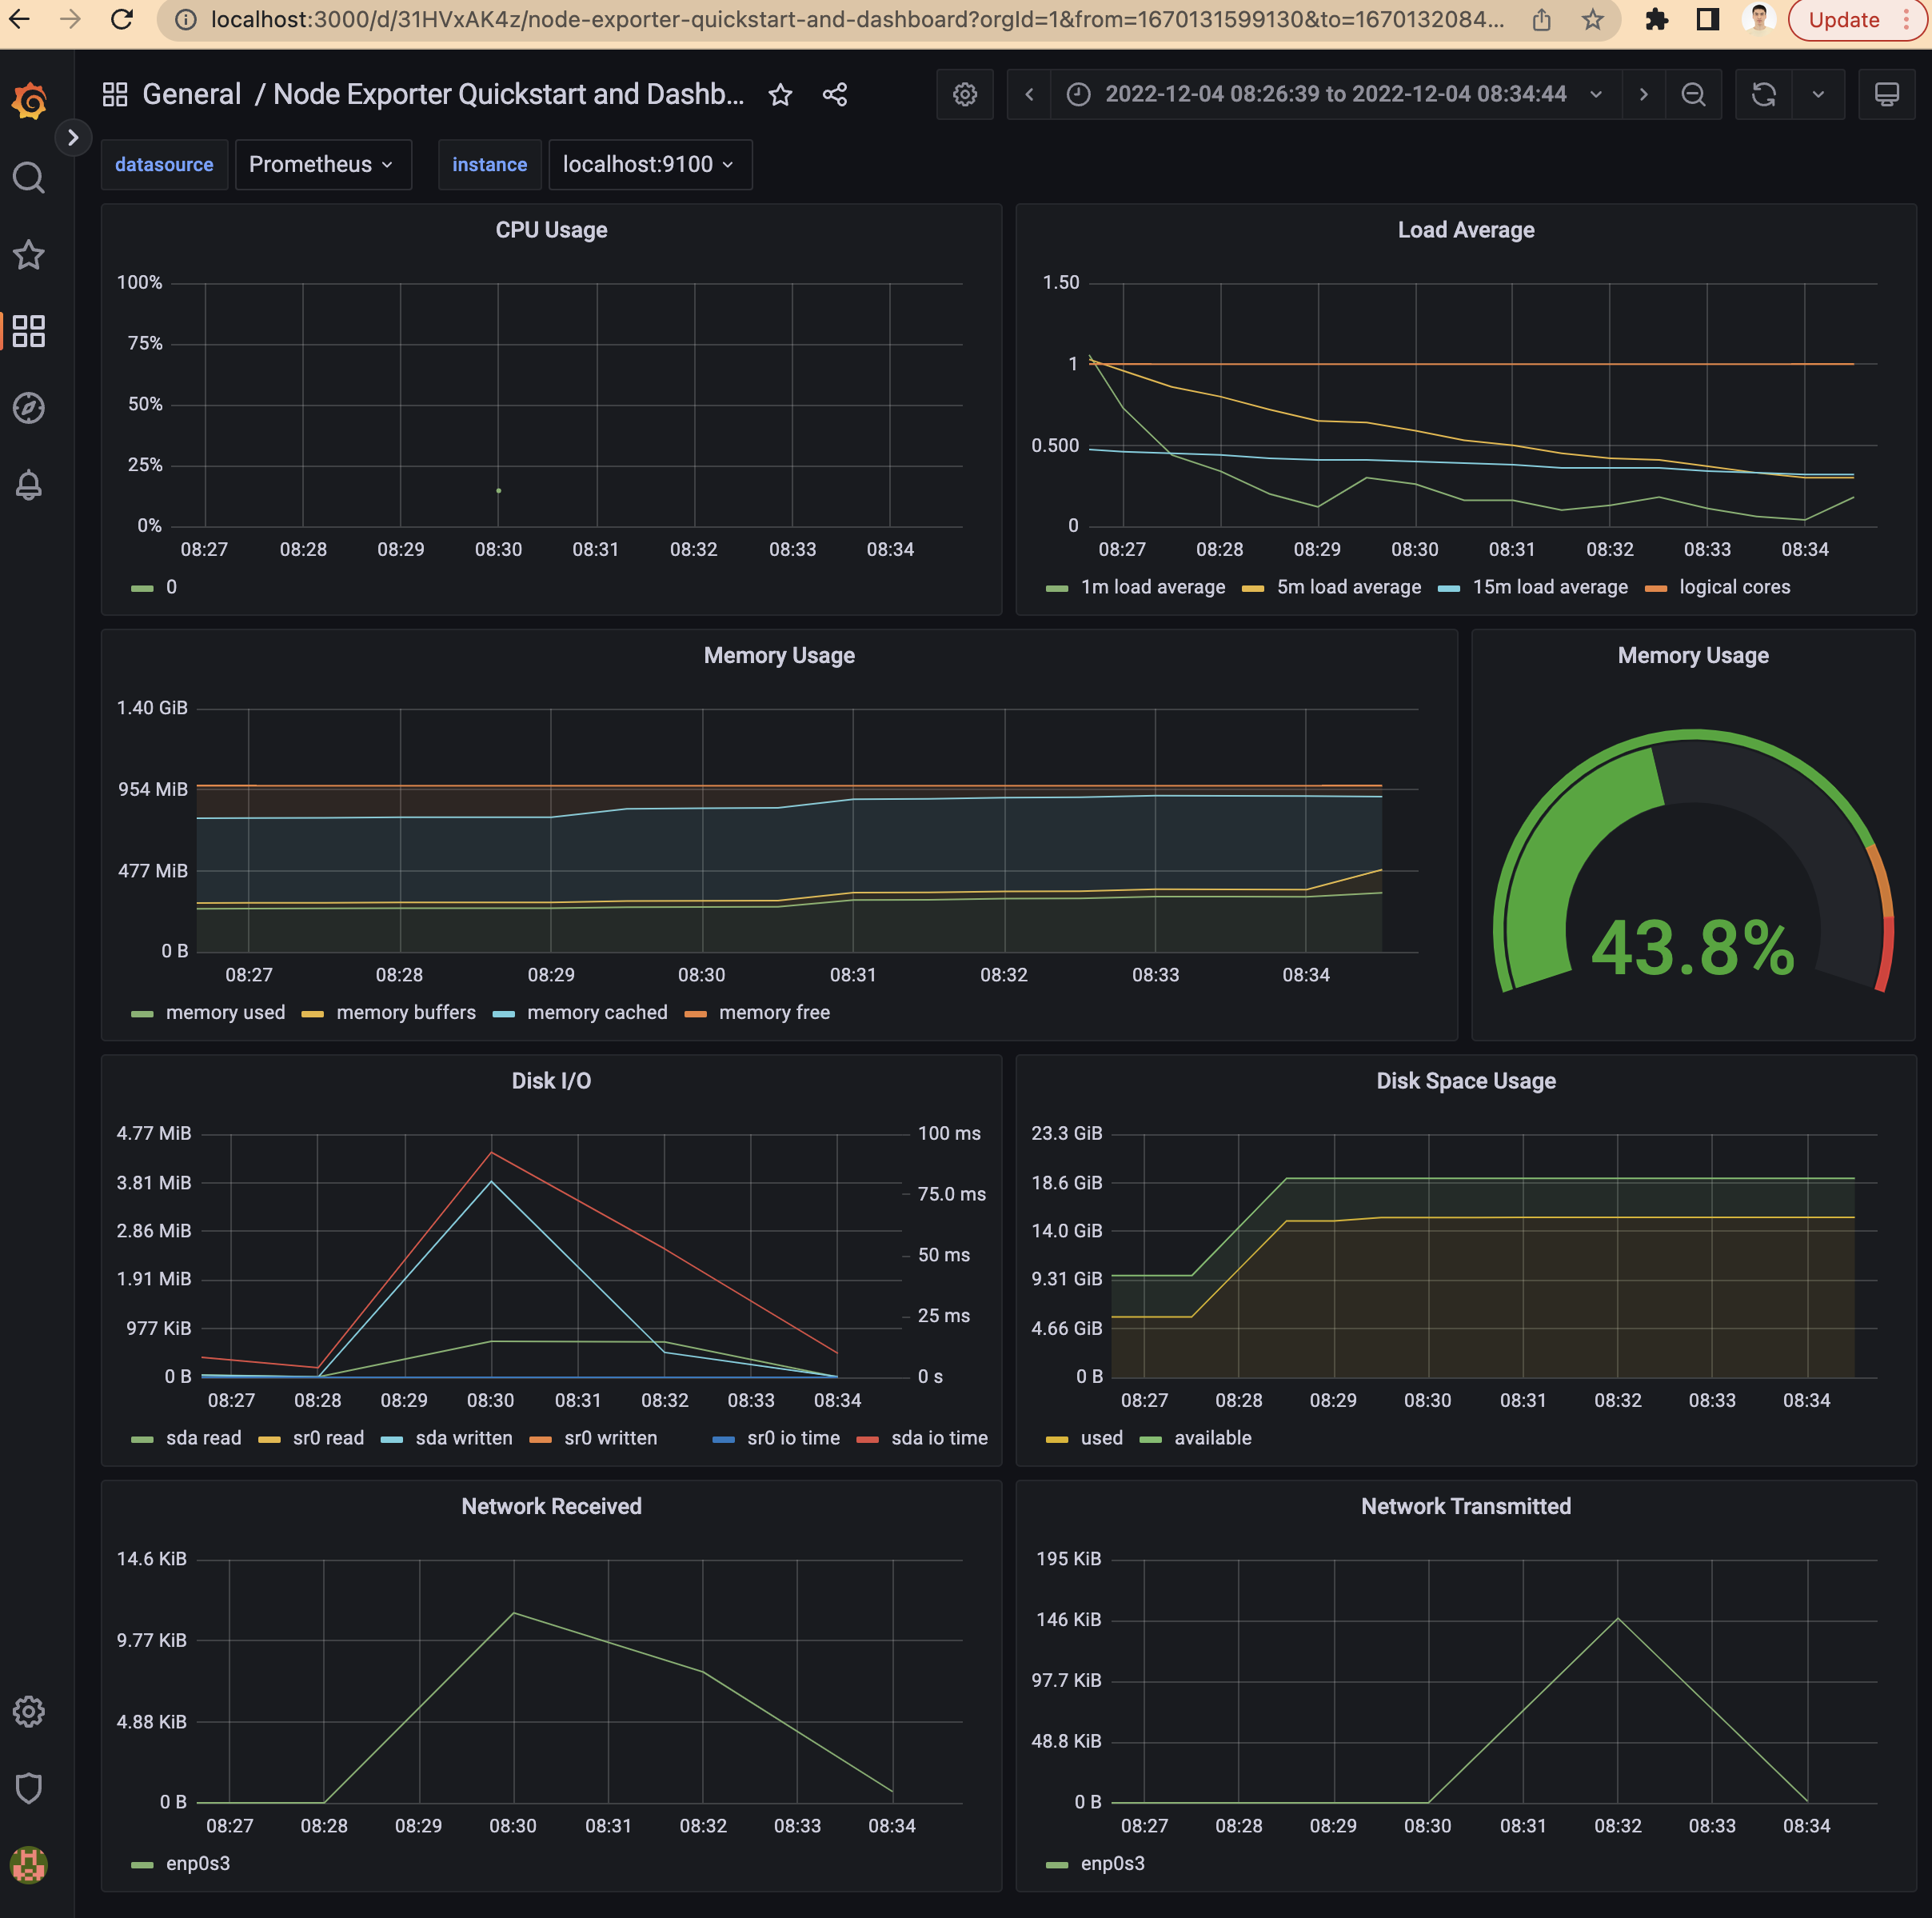 localhost:3000/d/31HVxAK4z/node-exporter-quickstart-and-dashboard?orgId=1&from=1670131599130&to=1670132084...
Update
General / Node Exporter Quickstart and Dashb...
2022-12-04 08:26:39 to 2022-12-04 08:34:44
datasource Prometheus instance localhost:9100
CPU Usage
100%
75%
50%
25%
0%
08:27 08:28 08:29 08:30 08:31 08:32 08:33 08:34
0
Load Average
1.50
1
0.500
0
08:27 08:28 08:29 08:30 08:31 08:32 08:33 08:34
1m load average 5m load average 15m load average logical cores
Memory Usage
1.40 GiB
954 MiB
477 MiB
0 B
08:27 08:28 08:29 08:30 08:31 08:32 08:33 08:34
memory used memory buffers memory cached memory free
Memory Usage
43.8%
Disk I/O
4.77 MiB
3.81 MiB
2.86 MiB
1.91 MiB
977 KiB
0 B
100 ms
75.0 ms
50 ms
25 ms
0 s
08:27 08:28 08:29 08:30 08:31 08:32 08:33 08:34
sda read sr0 read sda written sr0 written sr0 io time sda io time
Disk Space Usage
23.3 GiB
18.6 GiB
14.0 GiB
9.31 GiB
4.66 GiB
0 B
08:27 08:28 08:29 08:30 08:31 08:32 08:33 08:34
used available
Network Received
14.6 KiB
9.77 KiB
4.88 KiB
0 B
08:27 08:28 08:29 08:30 08:31 08:32 08:33 08:34
enp0s3
Network Transmitted
195 KiB
146 KiB
97.7 KiB
48.8 KiB
0 B
08:27 08:28 08:29 08:30 08:31 08:32 08:33 08:34
enp0s3